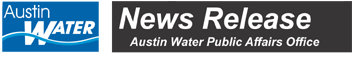 Austin
WATER
News Release
Austin Water Public Affairs Office